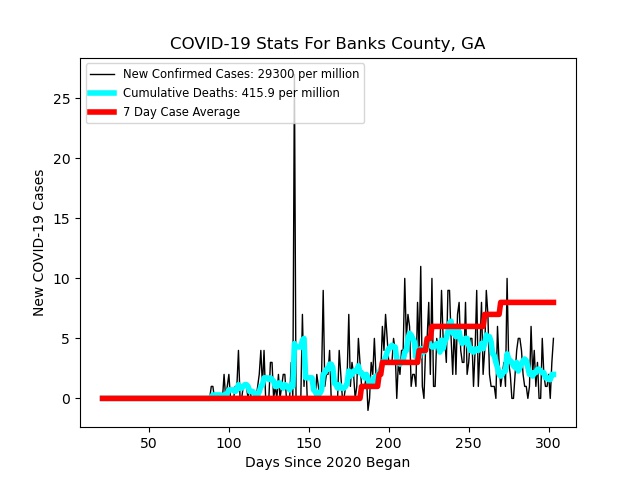 COVID-19 Stats For Banks County, GA
New Confirmed Cases: 29300 per million
Cumulative Deaths: 415.9 per million
7 Day Case Average
New COVID-19 Cases
25
20
15
10
5
0
50 100 150 200 250 300
Days Since 2020 Began